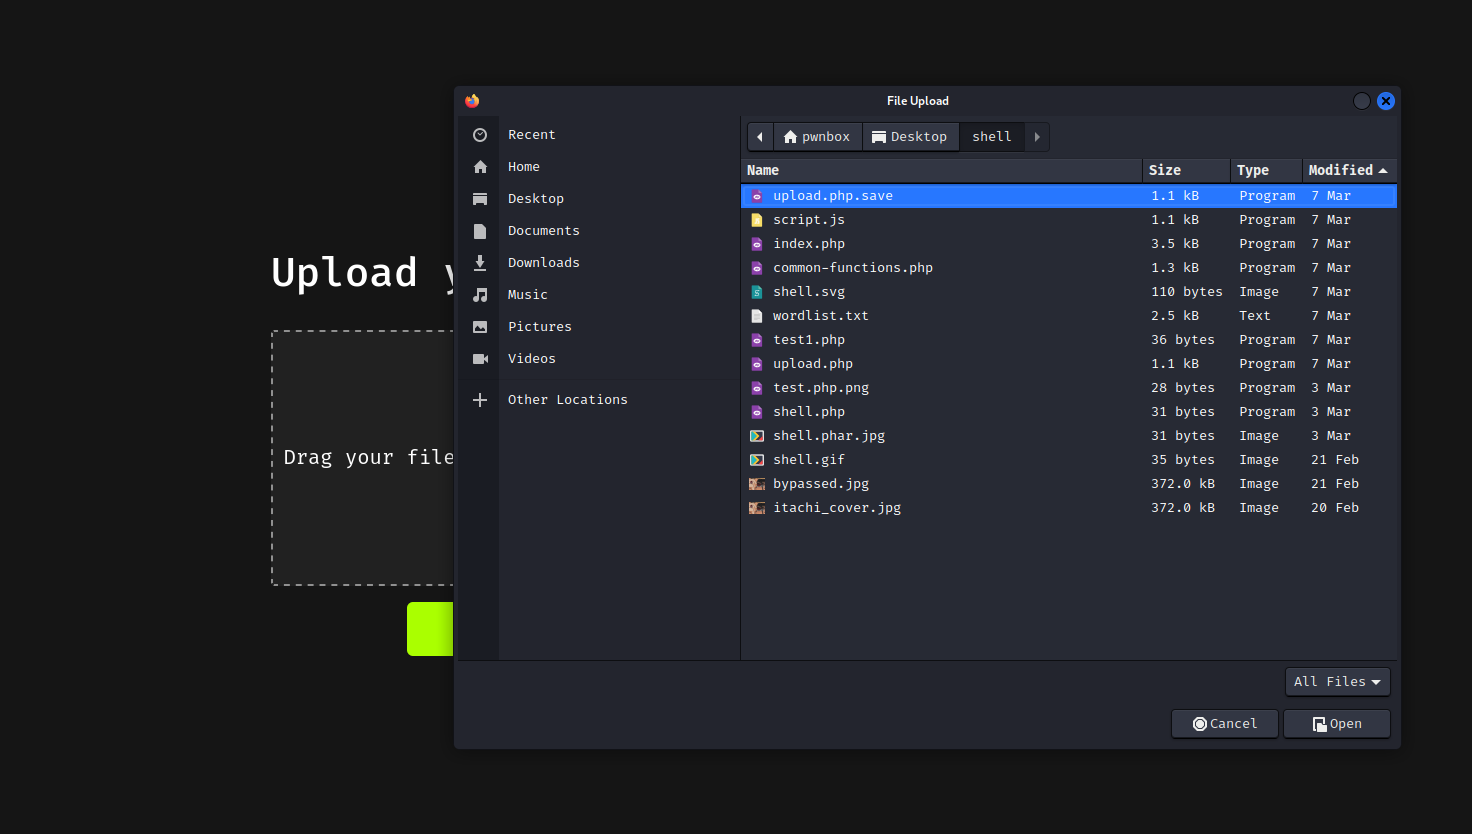 File Upload
Recent
Home
Desktop
Documents
Downloads
Music
Pictures
Videos
Other Locations
pwnbox Desktop shell
Name Size Type Modified
upload.php.save 1.1 kB Program 7 Mar
script.js 1.1 kB Program 7 Mar
index.php 3.5 kB Program 7 Mar
common-functions.php 1.3 kB Program 7 Mar
shell.svg 110 bytes Image 7 Mar
wordlist.txt 2.5 kB Text 7 Mar
test1.php 36 bytes Program 7 Mar
upload.php 1.1 kB Program 7 Mar
test.php.png 28 bytes Program 3 Mar
shell.php 31 bytes Program 3 Mar
shell.phar.jpg 31 bytes Image 3 Mar
shell.gif 35 bytes Image 21 Feb
bypassed.jpg 372.0 kB Image 21 Feb
itachi_cover.jpg 372.0 kB Image 20 Feb
All Files
Cancel Open
Upload
Drag your file